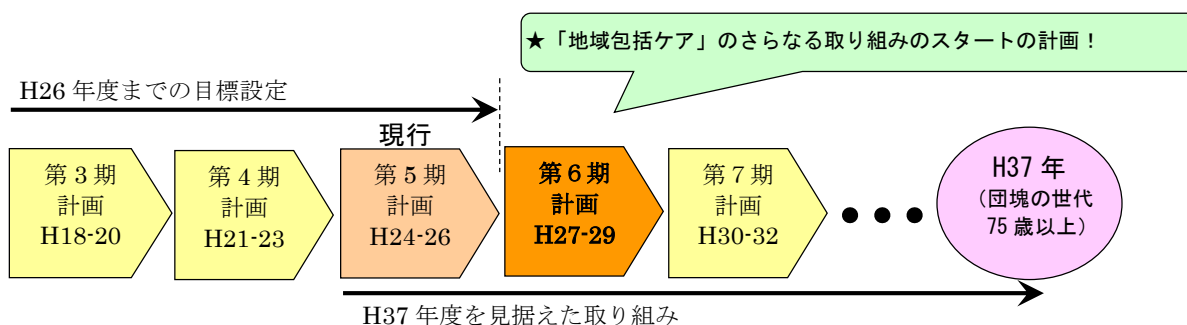 ★「地域包括ケア」のさらなる取り組みのスタートの計画！
H26 年度までの目標設定
現行
第 3 期
計画
H18-20
第 4 期
計画
H21-23
第 5 期
計画
H24-26
第 6 期
計画
H27-29
第 7 期
計画
H30-32
●●●
H37 年
（団塊の世代
75 歳以上）
H37 年度を見据えた取り組み